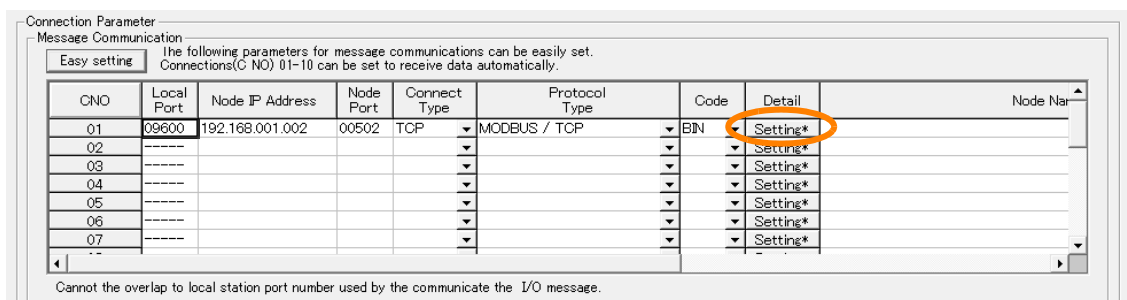 Connection Parameter
Message Communication
Easy setting
The following parameters for message communications can be easily set.
Connections(C NO) 01-10 can be set to receive data automatically.
CNO Local Port Node IP Address Node Port Connect Type Protocol Type Code Detail Node Nar
01 09600 192.168.001.002 00502 TCP MODBUS / TCP BIN Setting*
02 ----- Setting*
03 ----- Setting*
04 ----- Setting*
05 ----- Setting*
06 ----- Setting*
07 ----- Setting*
Cannot the overlap to local station port number used by the communicate the I/O message.